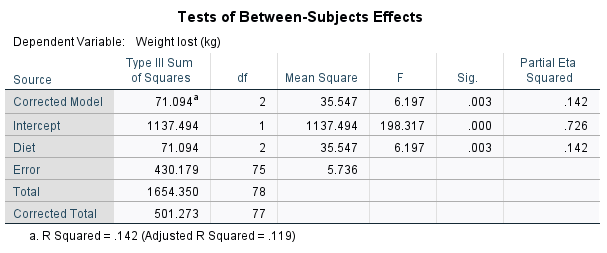 Tests of Between-Subjects Effects
Dependent Variable: Weight lost (kg)
Source Type III Sum of Squares df Mean Square F Sig. Partial Eta Squared
Corrected Model 71.094a 2 35.547 6.197 .003 .142
Intercept 1137.494 1 1137.494 198.317 .000 .726
Diet 71.094 2 35.547 6.197 .003 .142
Error 430.179 75 5.736
Total 1654.350 78
Corrected Total 501.273 77
a. R Squared = .142 (Adjusted R Squared = .119)